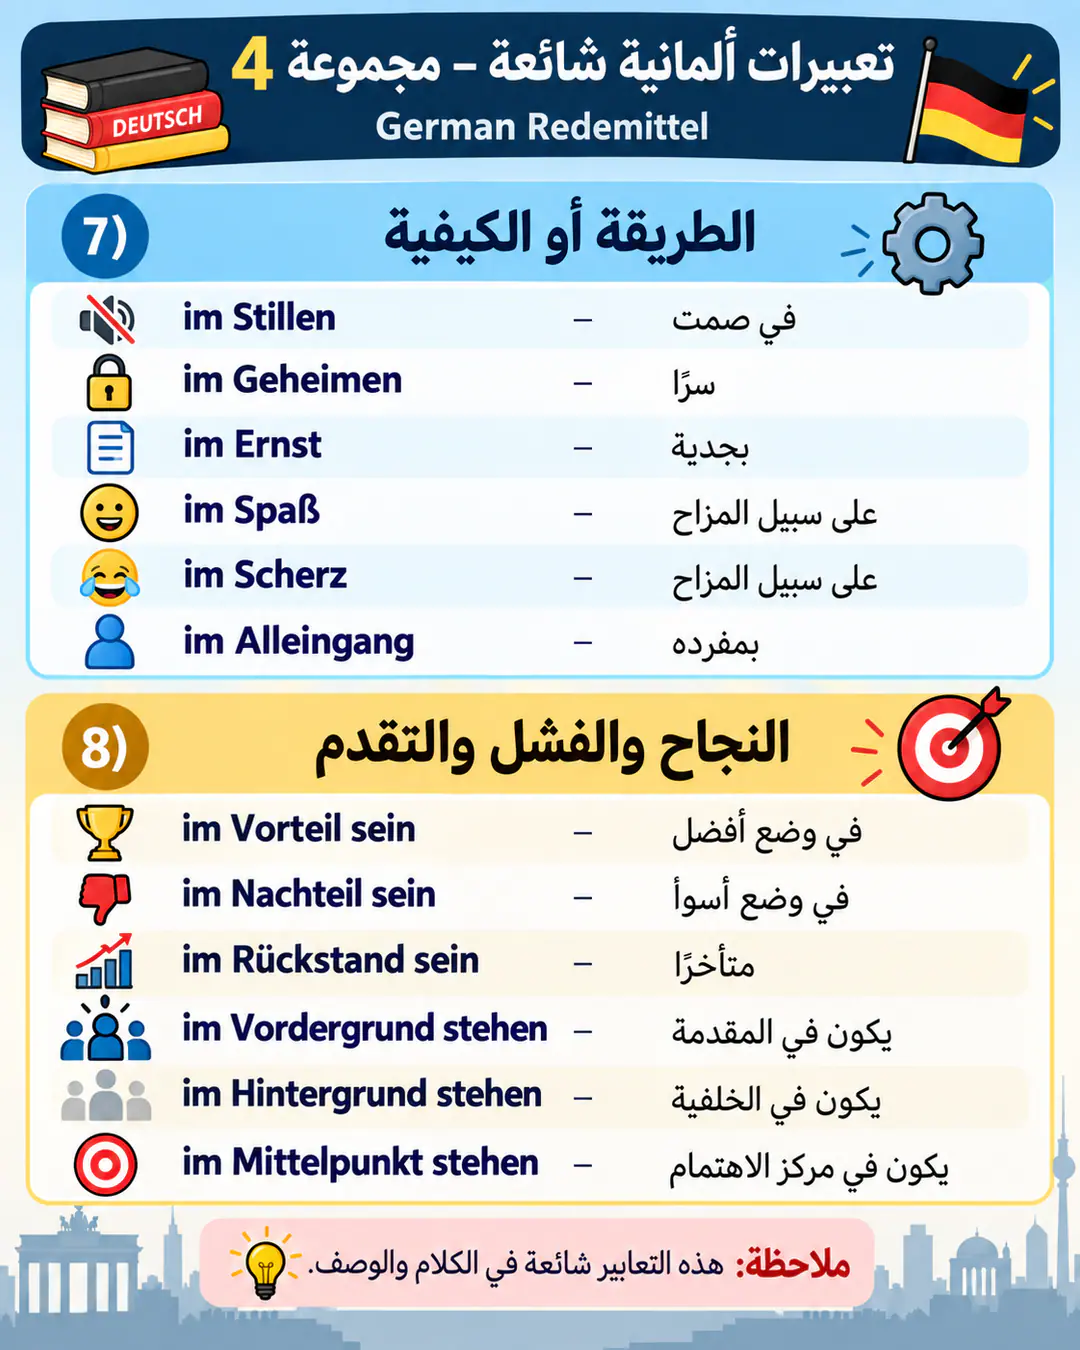 تعبيرات ألمانية شائعة – مجموعة 4
German Redemittel
DEUTSCH
7)
الطريقة أو الكيفية
im Stillen – في صمت
im Geheimen – سرًا
im Ernst – بجدية
im Spaß – على سبيل المزاح
im Scherz – على سبيل المزاح
im Alleingang – بمفرده
8)
النجاح والفشل والتقدم
im Vorteil sein – في وضع أفضل
im Nachteil sein – في وضع أسوأ
im Rückstand sein – متأخرًا
im Vordergrund stehen – يكون في المقدمة
im Hintergrund stehen – يكون في الخلفية
im Mittelpunkt stehen – يكون في مركز الاهتمام
ملاحظة: هذه التعابير شائعة في الكلام والوصف.